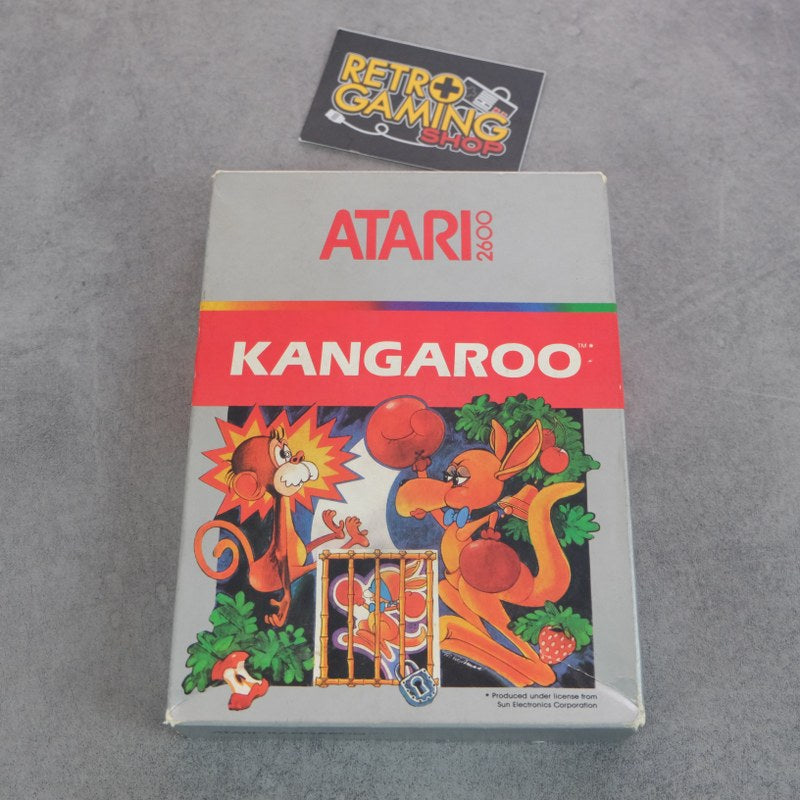 RETRO
GAMING
SHOP
ATARI 2600
KANGAROO™*
* Produced under license from
Sun Electronics Corporation